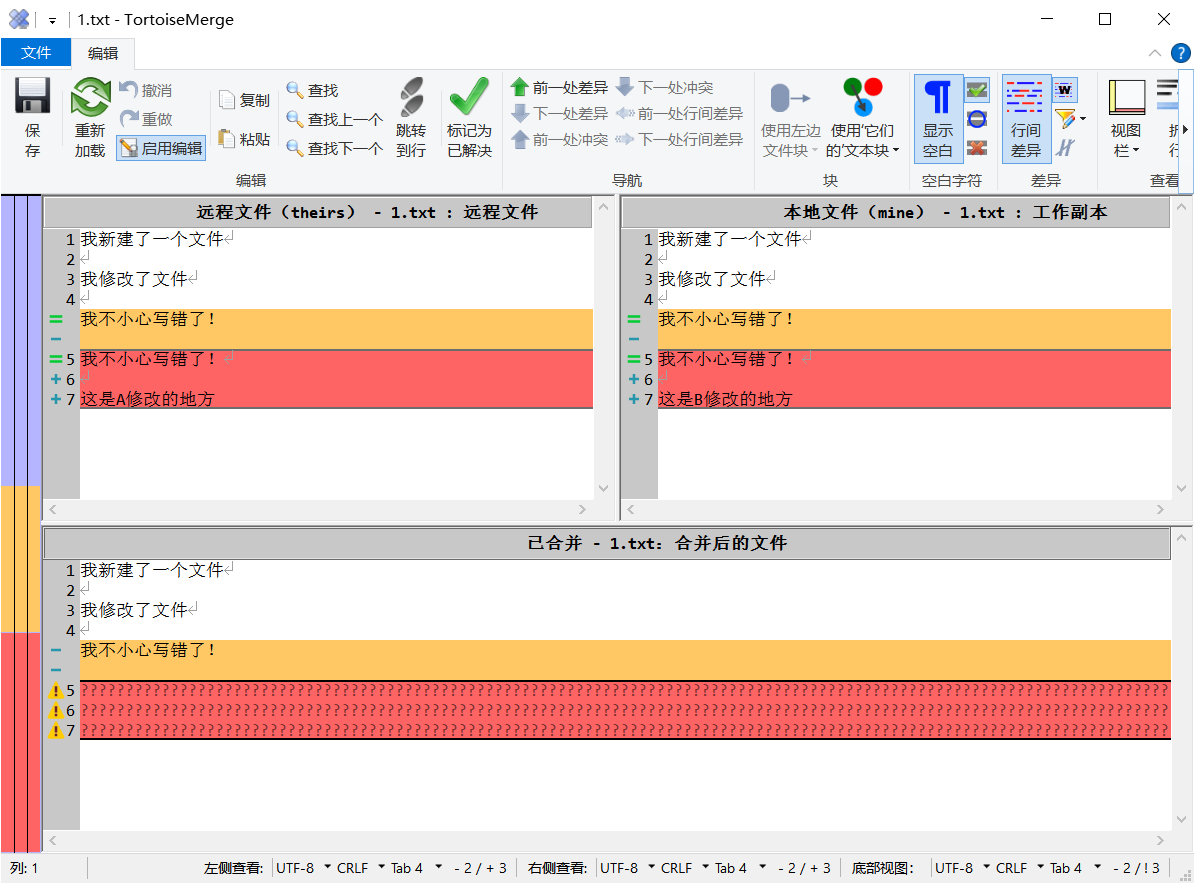 1.txt - TortoiseMerge
文件 编辑
保存
重新加载
撤消
重做
启用编辑
复制
粘贴
查找
查找上一个
查找下一个
跳转到行
标记为已解决
编辑
前一处差异 下一处冲突
下一处差异 前一处行间差异
前一处冲突 下一处行间差异
导航
使用左边文件块
使用'它们的'文本块
块
显示空白
空白字符
行间差异
差异
视图栏
查看
远程文件（theirs） - 1.txt : 远程文件
1 我新建了一个文件
2
3 我修改了文件
4
我不小心写错了！
5 我不小心写错了！
6
7 这是A修改的地方
本地文件（mine） - 1.txt : 工作副本
1 我新建了一个文件
2
3 我修改了文件
4
我不小心写错了！
5 我不小心写错了！
6
7 这是B修改的地方
已合并 - 1.txt: 合并后的文件
1 我新建了一个文件
2
3 我修改了文件
4
我不小心写错了！
5
6
7
列: 1 左侧查看: UTF-8 CRLF Tab 4 - 2 / + 3 右侧查看: UTF-8 CRLF Tab 4 - 2 / + 3 底部视图: UTF-8 CRLF Tab 4 - 2 / ! 3